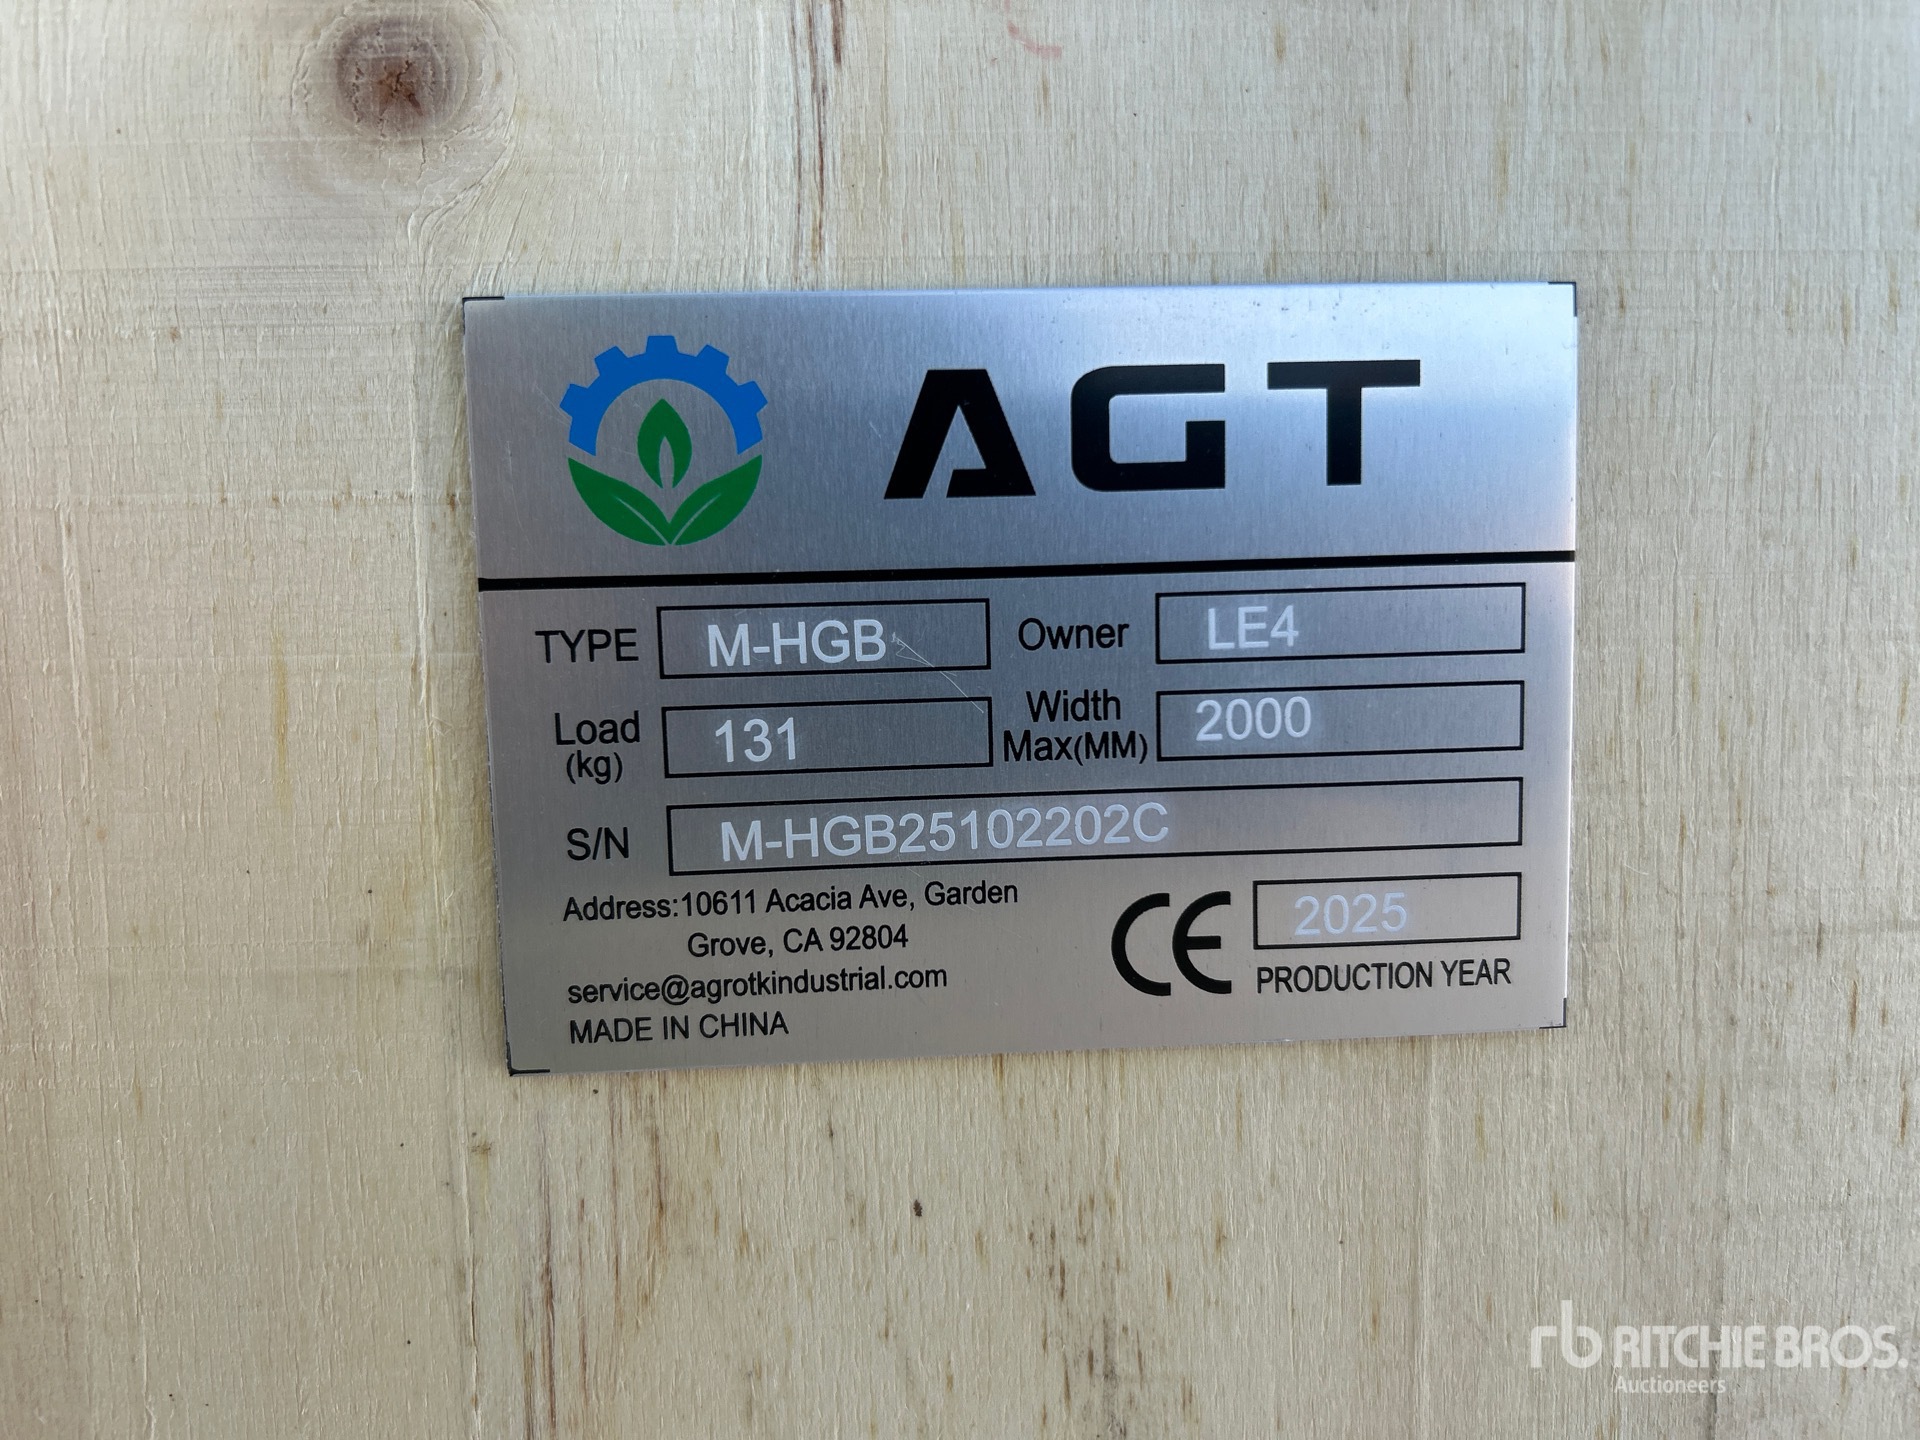 AGT
TYPE M-HGB Owner LE4
Load (kg) 131 Width Max(MM) 2000
S/N M-HGB25102202C
Address:10611 Acacia Ave, Garden
Grove, CA 92804
service@agrotkindustrial.com
MADE IN CHINA
CE 2025
PRODUCTION YEAR
rb RITCHIE BROS.
Auctioneers